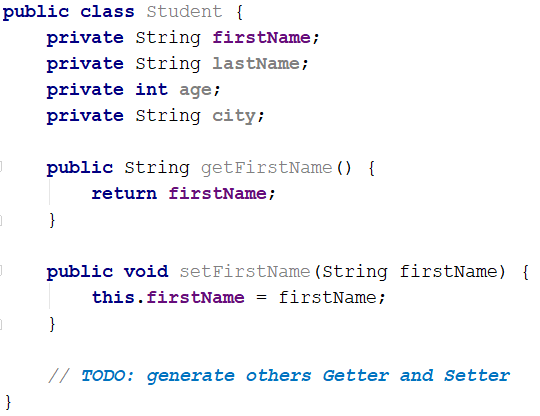 public class Student {
    private String firstName;
    private String lastName;
    private int age;
    private String city;

    public String getFirstName() {
        return firstName;
    }

    public void setFirstName(String firstName) {
        this.firstName = firstName;
    }

    // TODO: generate others Getter and Setter
}